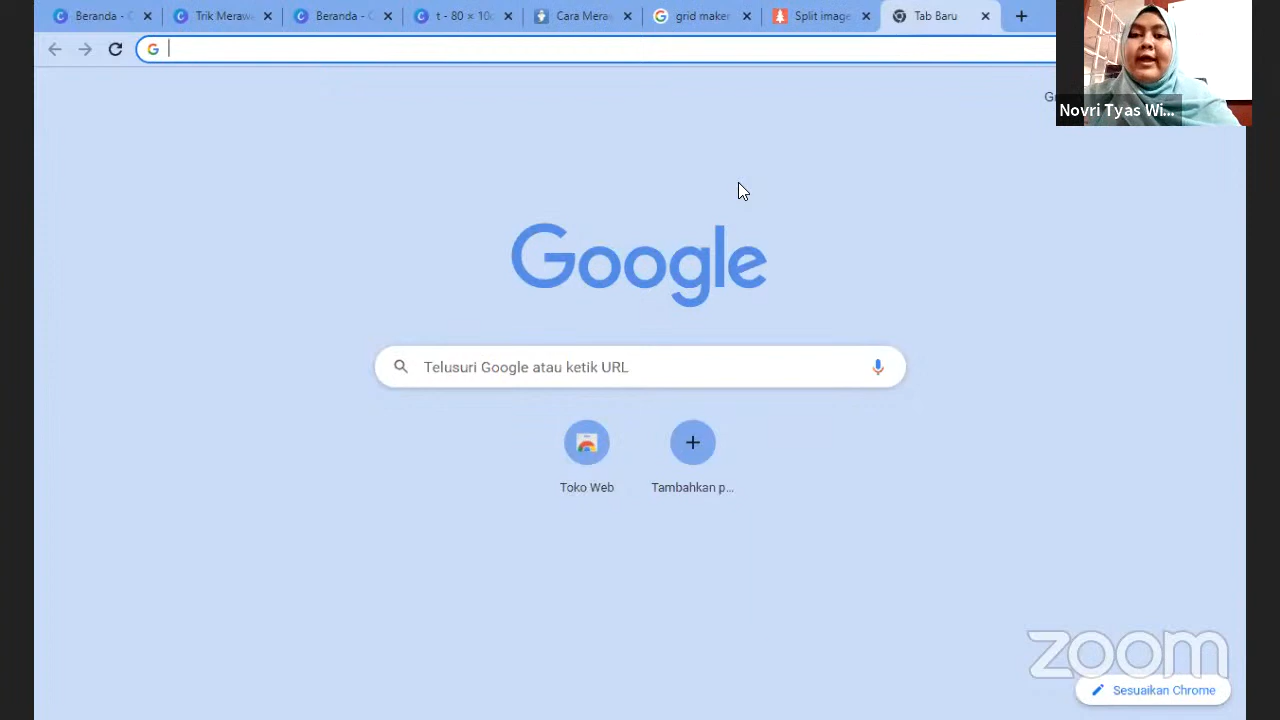 Beranda - C
Trik Meraw
Beranda - C
t - 80 × 10
Cara Mera
grid maker
Split image
Tab Baru
Novri Tyas Wi...
Google
Telusuri Google atau ketik URL
Toko Web
Tambahkan p...
zoom
Sesuaikan Chrome